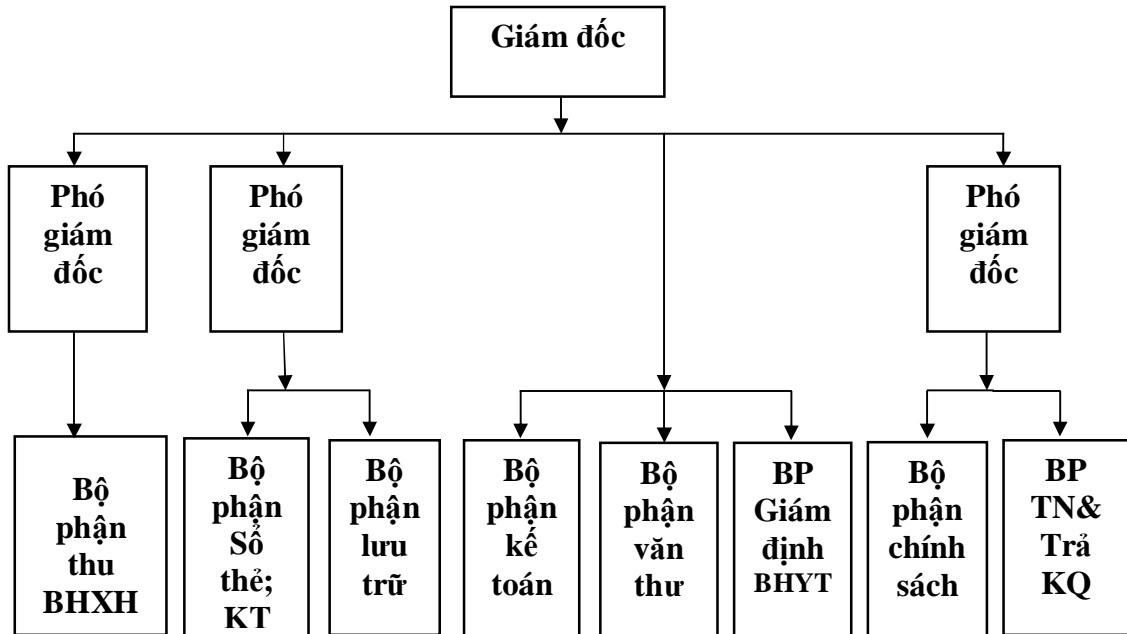 Giám đốc
Phó
giám
đốc
Phó
giám
đốc
Phó
giám
đốc
Bộ
phận
thu
BHXH
Bộ
phận
Sổ
thẻ;
KT
Bộ
phận
lưu
trữ
Bộ
phận
kế
toán
Bộ
phận
văn
thư
BP
Giám
định
BHYT
Bộ
phận
chính
sách
BP
TN&
Trả
KQ